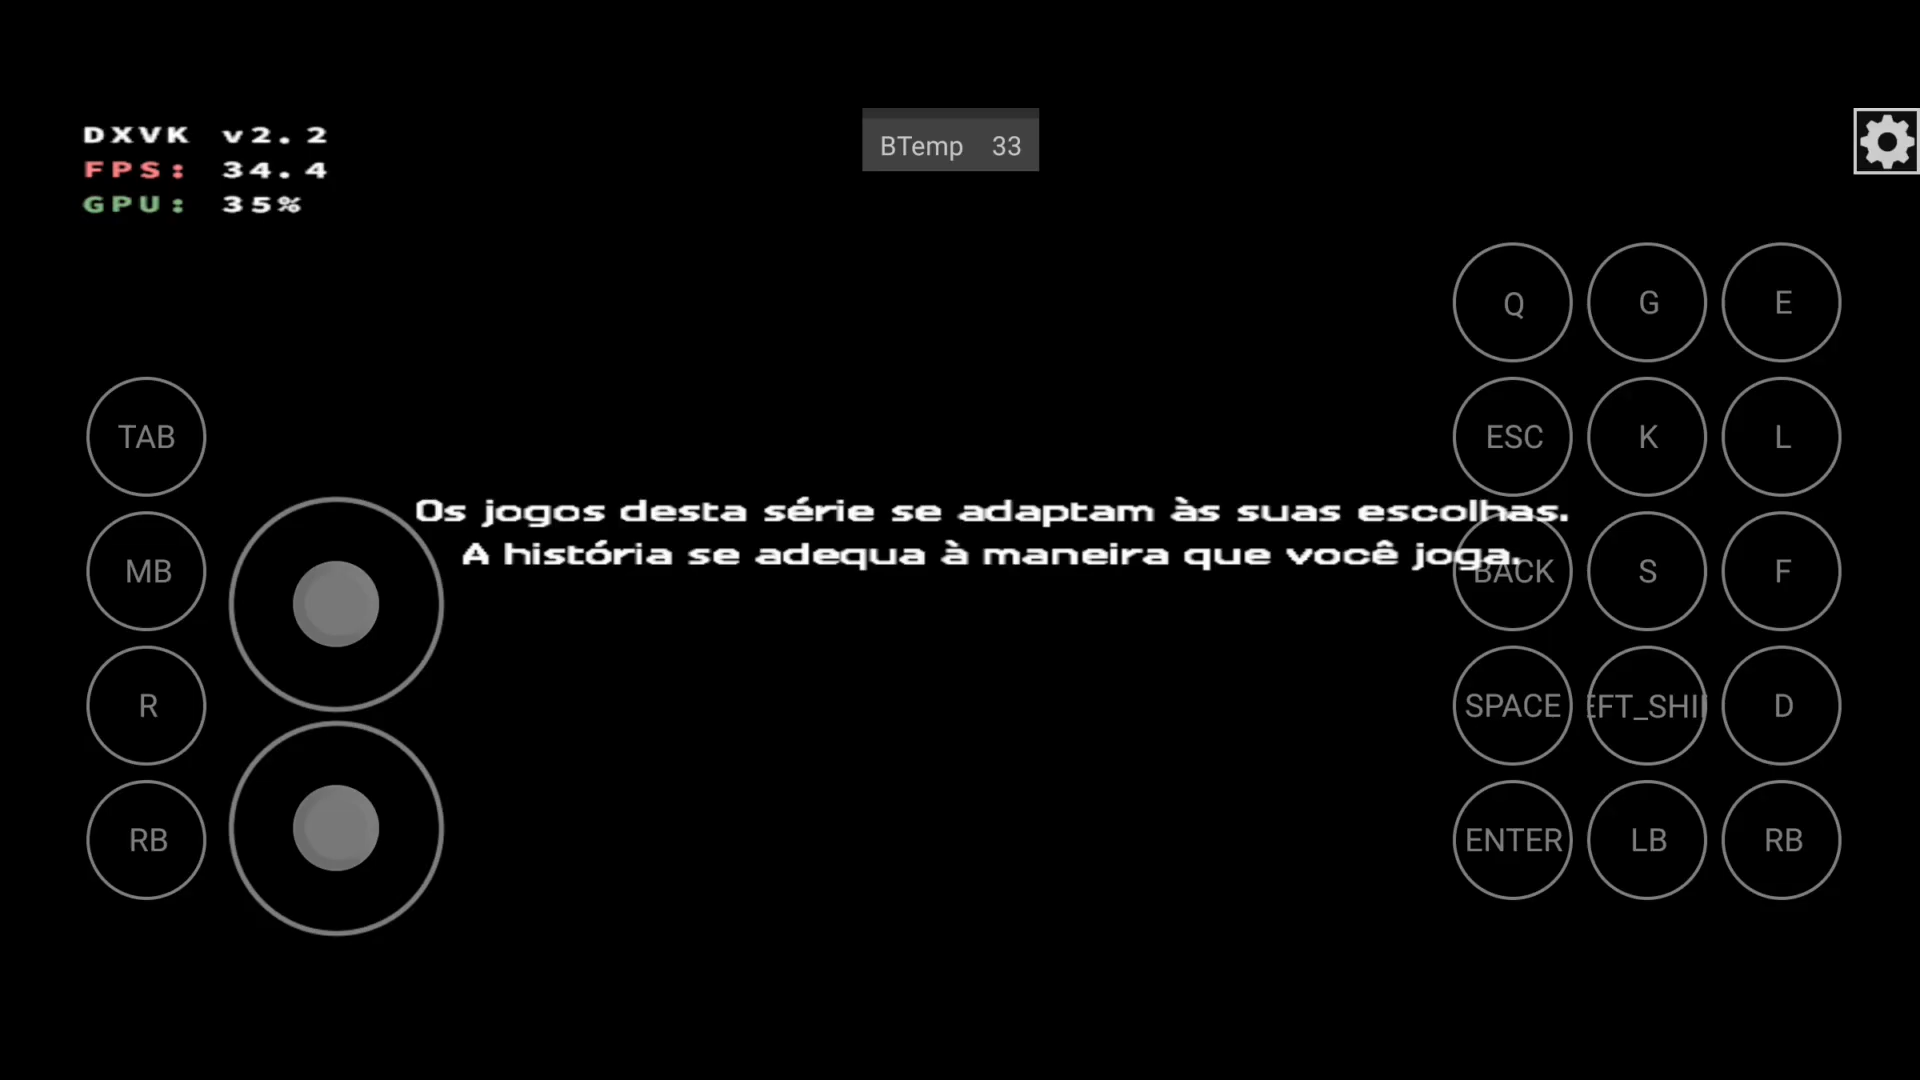 DXVK v2.2
FPS: 34.4
GPU: 35%
BTemp 33
Q G E
TAB ESC K L
Os jogos desta série se adaptam às suas escolhas.
A história se adequa à maneira que você joga.
MB BACK S F
R SPACE EFT_SHI D
RB ENTER LB RB